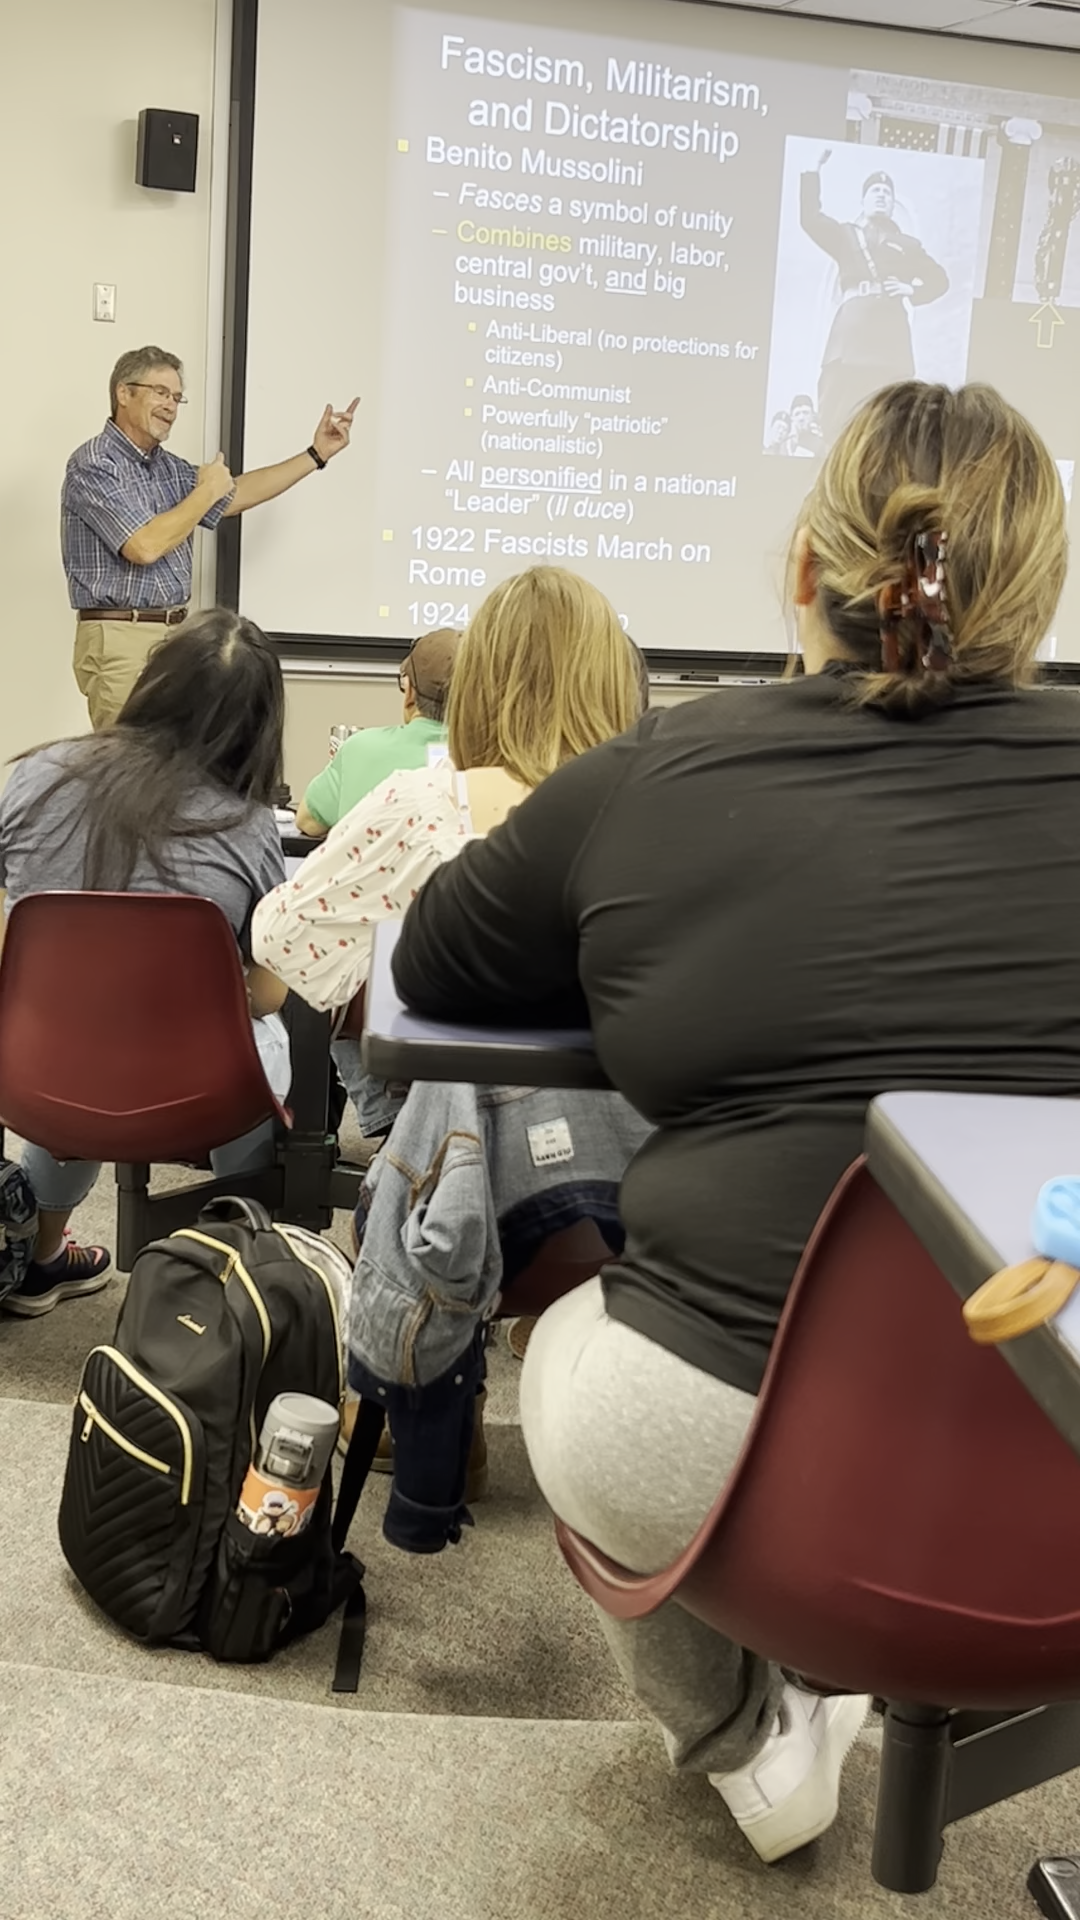 Fascism, Militarism,
and Dictatorship
Benito Mussolini
– Fasces a symbol of unity
– Combines military, labor,
central gov't, and big
business
Anti-Liberal (no protections for
citizens)
Anti-Communist
Powerfully “patriotic”
(nationalistic)
– All personified in a national
“Leader” (Il duce)
1922 Fascists March on
Rome
1924
OLD NAVY